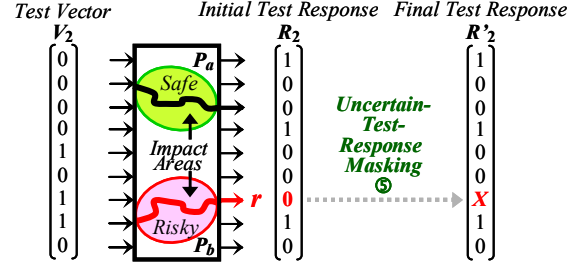 Test Vector
V2
0
0
0
0
1
0
1
1
0
Pa
Safe
Impact
Areas
Risky
Pb
r
Initial Test Response
R2
1
0
0
1
0
0
0
1
0
Uncertain-
Test-
Response
Masking
⑤
Final Test Response
R'2
1
0
0
1
0
0
X
1
0